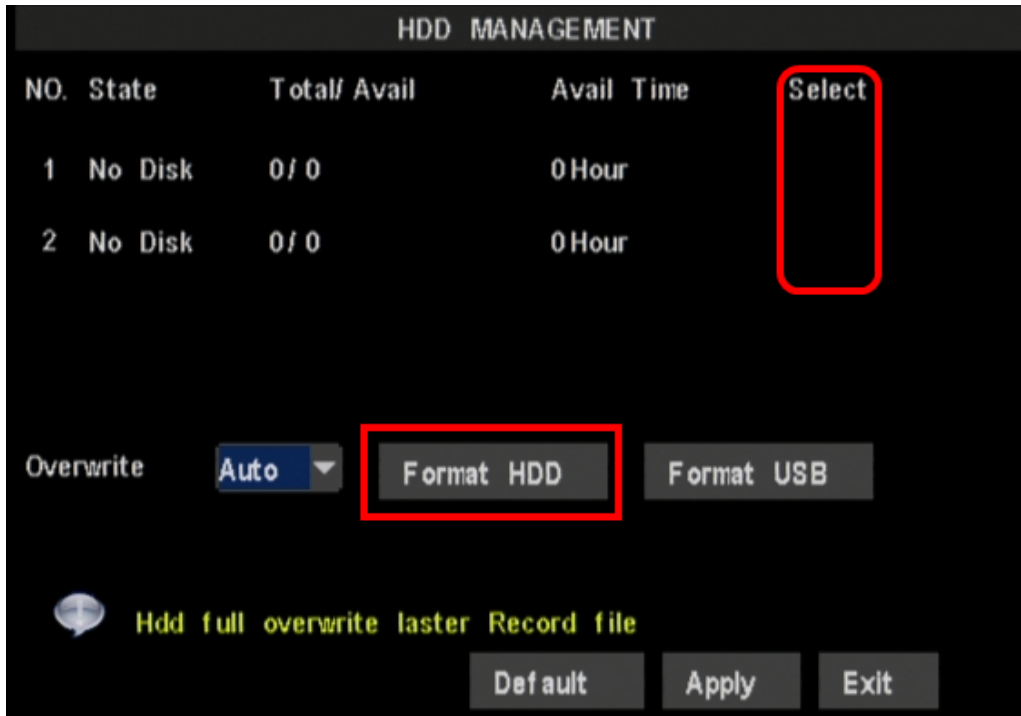 HDD MANAGEMENT
NO. State Total/ Avail Avail Time Select
1 No Disk 0/ 0 0 Hour
2 No Disk 0/ 0 0 Hour
Overwrite Auto Format HDD Format USB
Hdd full overwrite laster Record file
Default Apply Exit